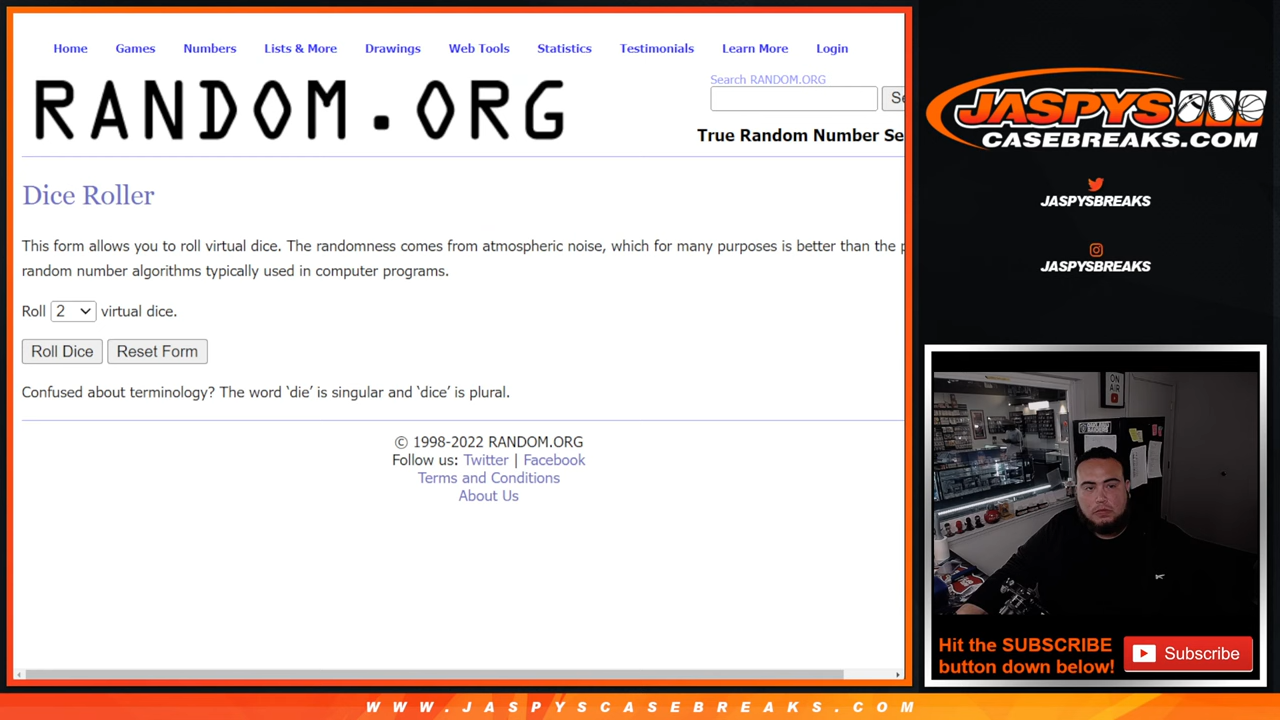 Home Games Numbers Lists & More Drawings Web Tools Statistics Testimonials Learn More Login
RANDOM.ORG
Search RANDOM.ORG
Se
True Random Number Se
Dice Roller
This form allows you to roll virtual dice. The randomness comes from atmospheric noise, which for many purposes is better than the p
random number algorithms typically used in computer programs.
Roll 2 virtual dice.
Roll Dice Reset Form
Confused about terminology? The word ‘die’ is singular and ‘dice’ is plural.
© 1998-2022 RANDOM.ORG
Follow us: Twitter | Facebook
Terms and Conditions
About Us
JASPYS
CASEBREAKS.COM
JASPYSBREAKS
JASPYSBREAKS
ON
AIR
Hit the SUBSCRIBE
button down below!
Subscribe
WWW.JASPYSCASEBREAKS.COM